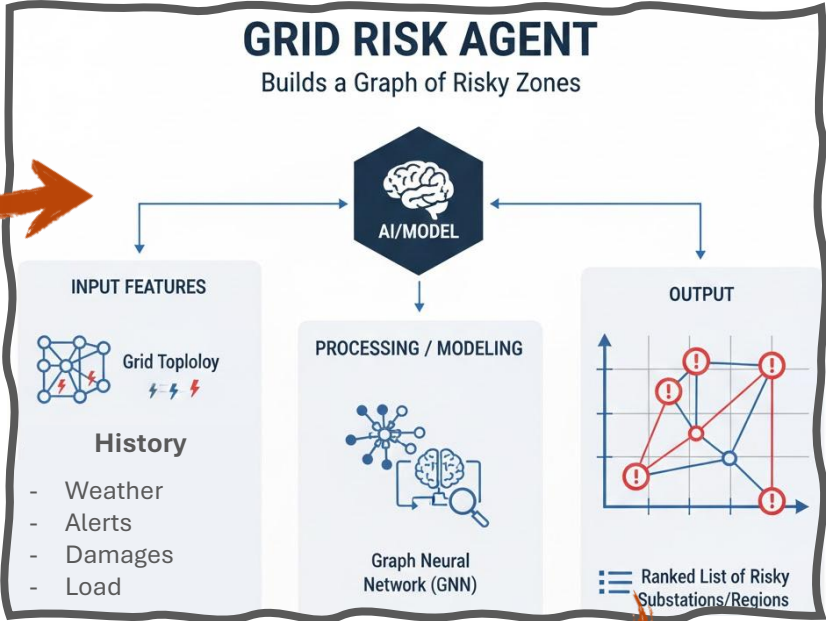 GRID RISK AGENT
Builds a Graph of Risky Zones
AI/MODEL
INPUT FEATURES
Grid Toploloy
History
- Weather
- Alerts
- Damages
- Load
PROCESSING / MODELING
Graph Neural
Network (GNN)
OUTPUT
!
!
!
!
!
Ranked List of Risky
Substations/Regions